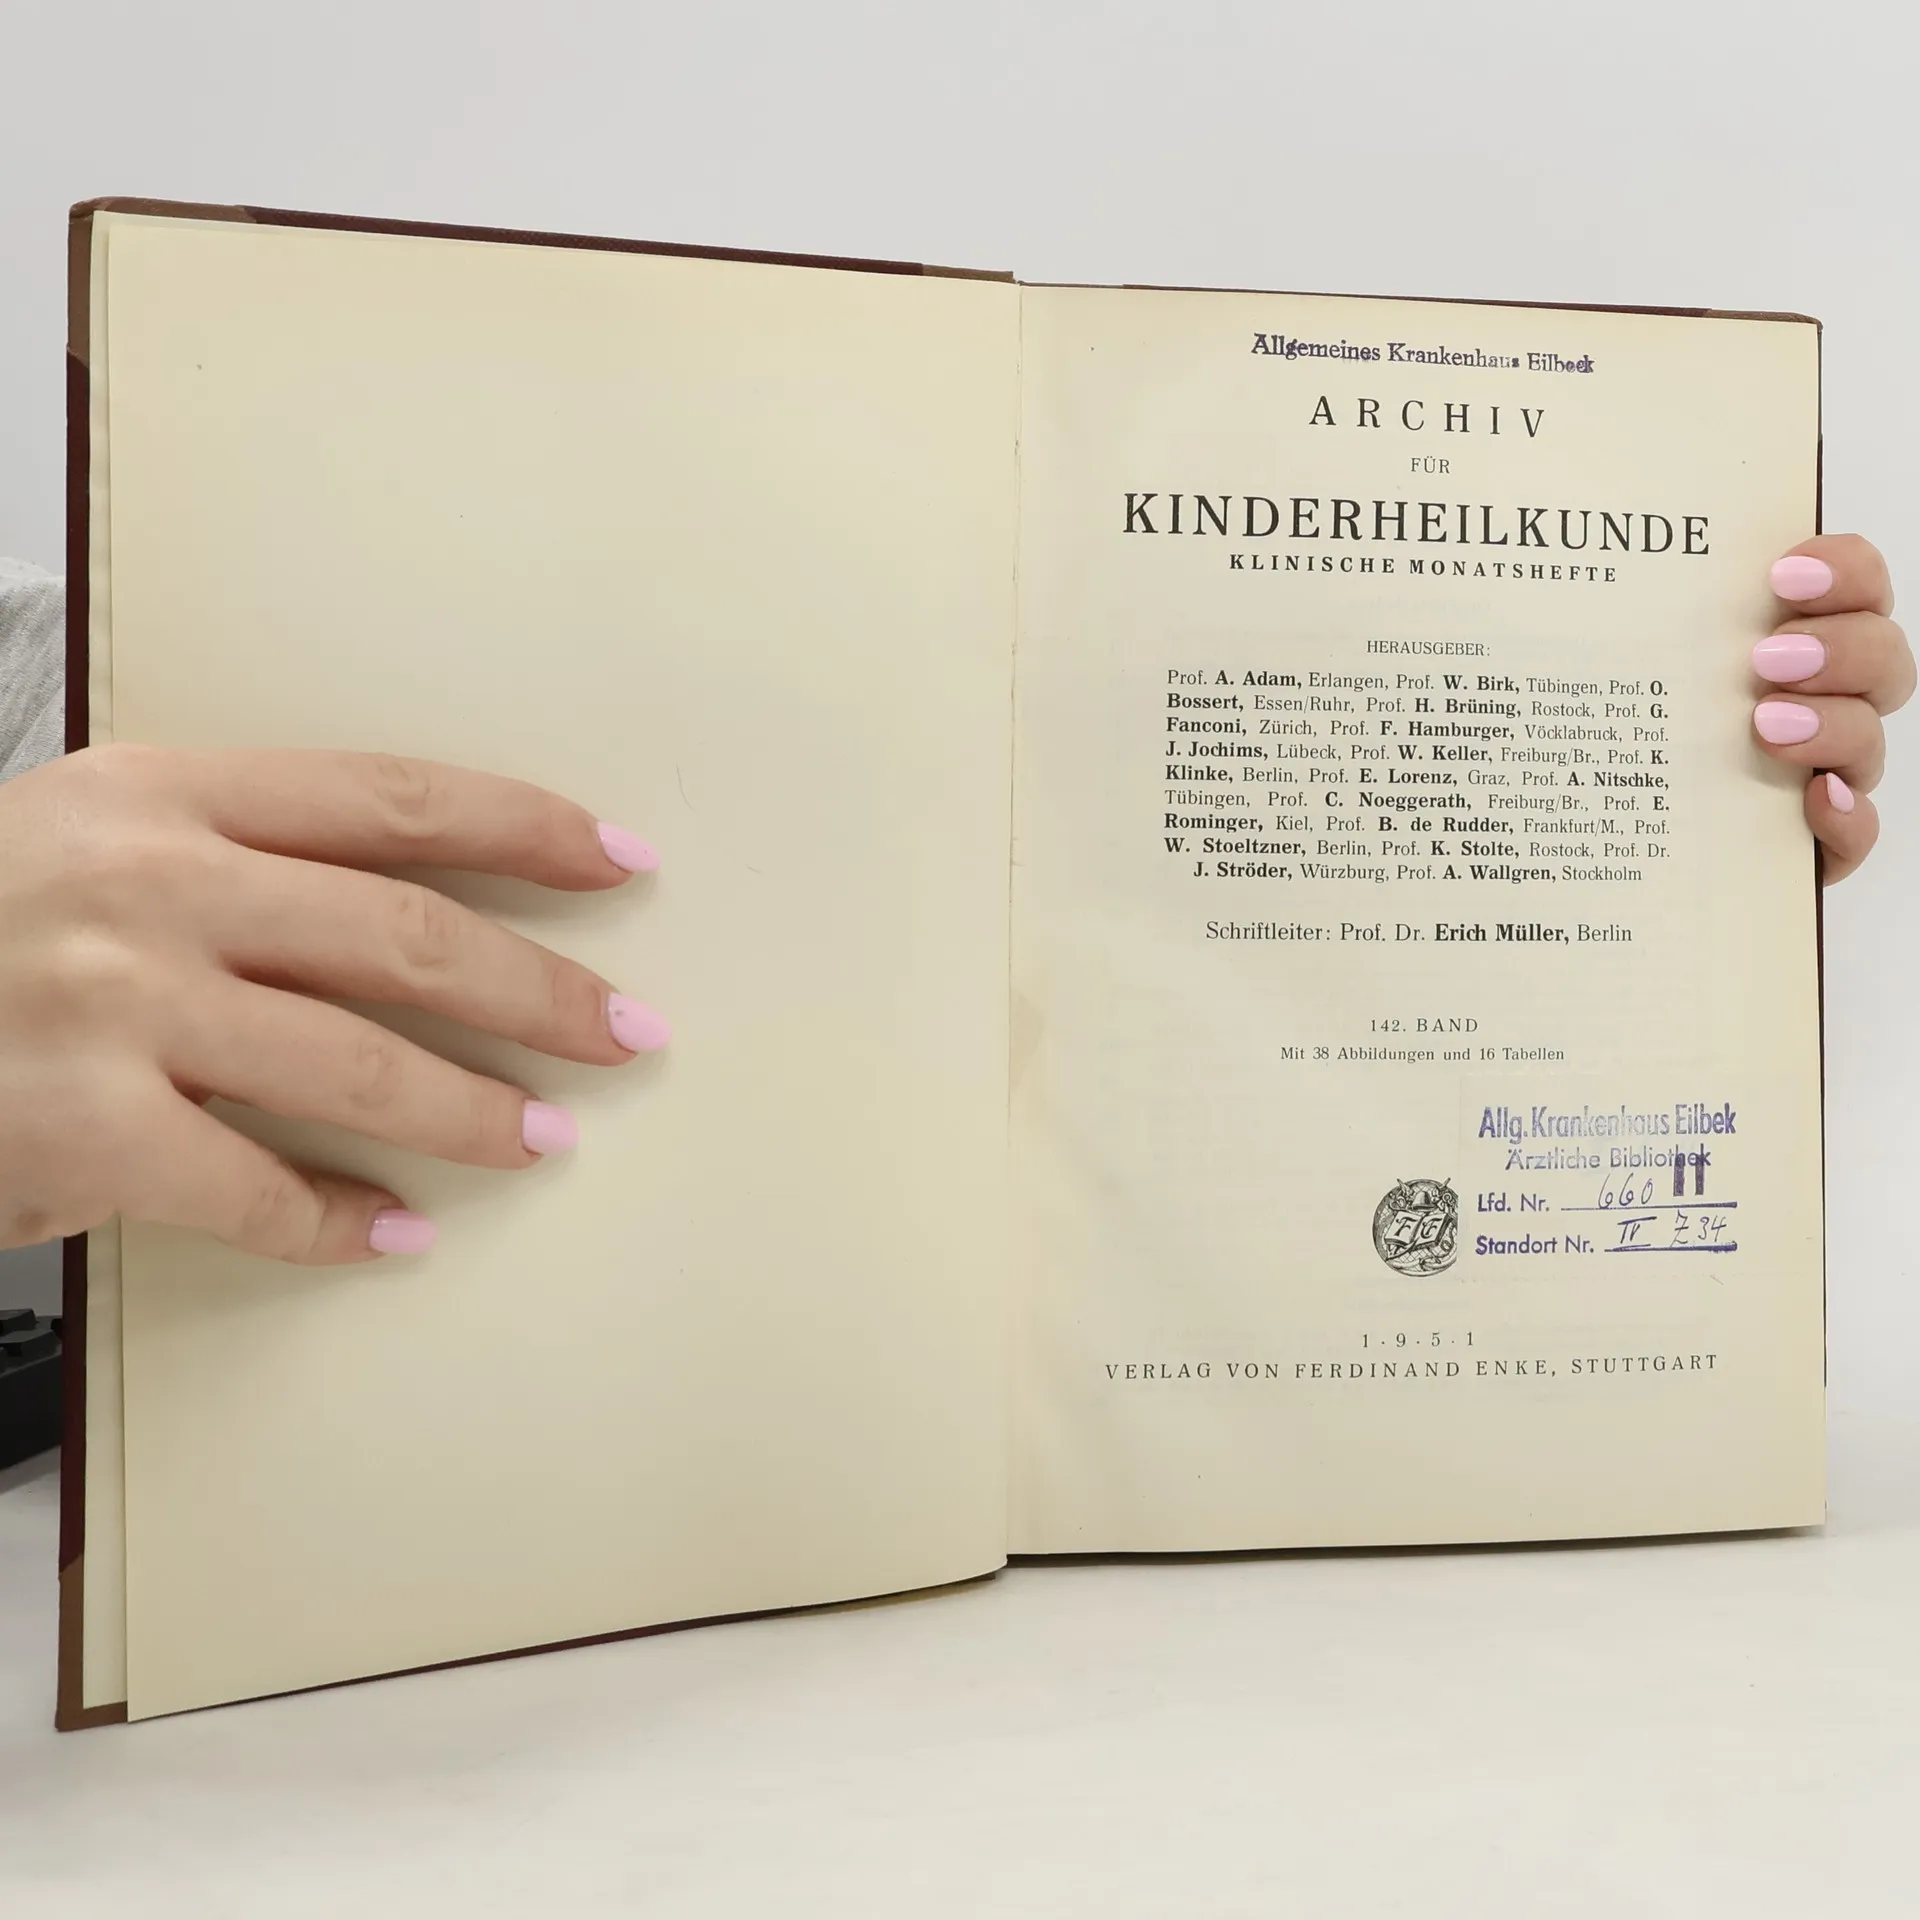 Allgemeines Krankenhaus Eilbeck
ARCHIV
FÜR
KINDERHEILKUNDE
KLINISCHE MONATSHEFTE
HERAUSGEBER:
Prof. A. Adam, Erlangen, Prof. W. Birk, Tübingen, Prof. O.
Bossert, Essen/Ruhr, Prof. H. Brüning, Rostock, Prof. G.
Fanconi, Zürich, Prof. F. Hamburger, Vöcklabruck, Prof.
J. Jochims, Lübeck, Prof. W. Keller, Freiburg/Br., Prof. K.
Klinke, Berlin, Prof. E. Lorenz, Graz, Prof. A. Nitschke,
Tübingen, Prof. C. Noeggerath, Freiburg/Br., Prof. E.
Rominger, Kiel, Prof. B. de Rudder, Frankfurt/M., Prof.
W. Stoeltzner, Berlin, Prof. K. Stolte, Rostock, Prof. Dr.
J. Ströder, Würzburg, Prof. A. Wallgren, Stockholm
Schriftleiter: Prof. Dr. Erich Müller, Berlin
142. BAND
Mit 38 Abbildungen und 16 Tabellen
Allg. Krankenhaus Eilbek
Ärztliche Bibliothek
Lfd. Nr. 660 II
Standort Nr. IV Z 34
FE
1·9·5·1
VERLAG VON FERDINAND ENKE, STUTTGART